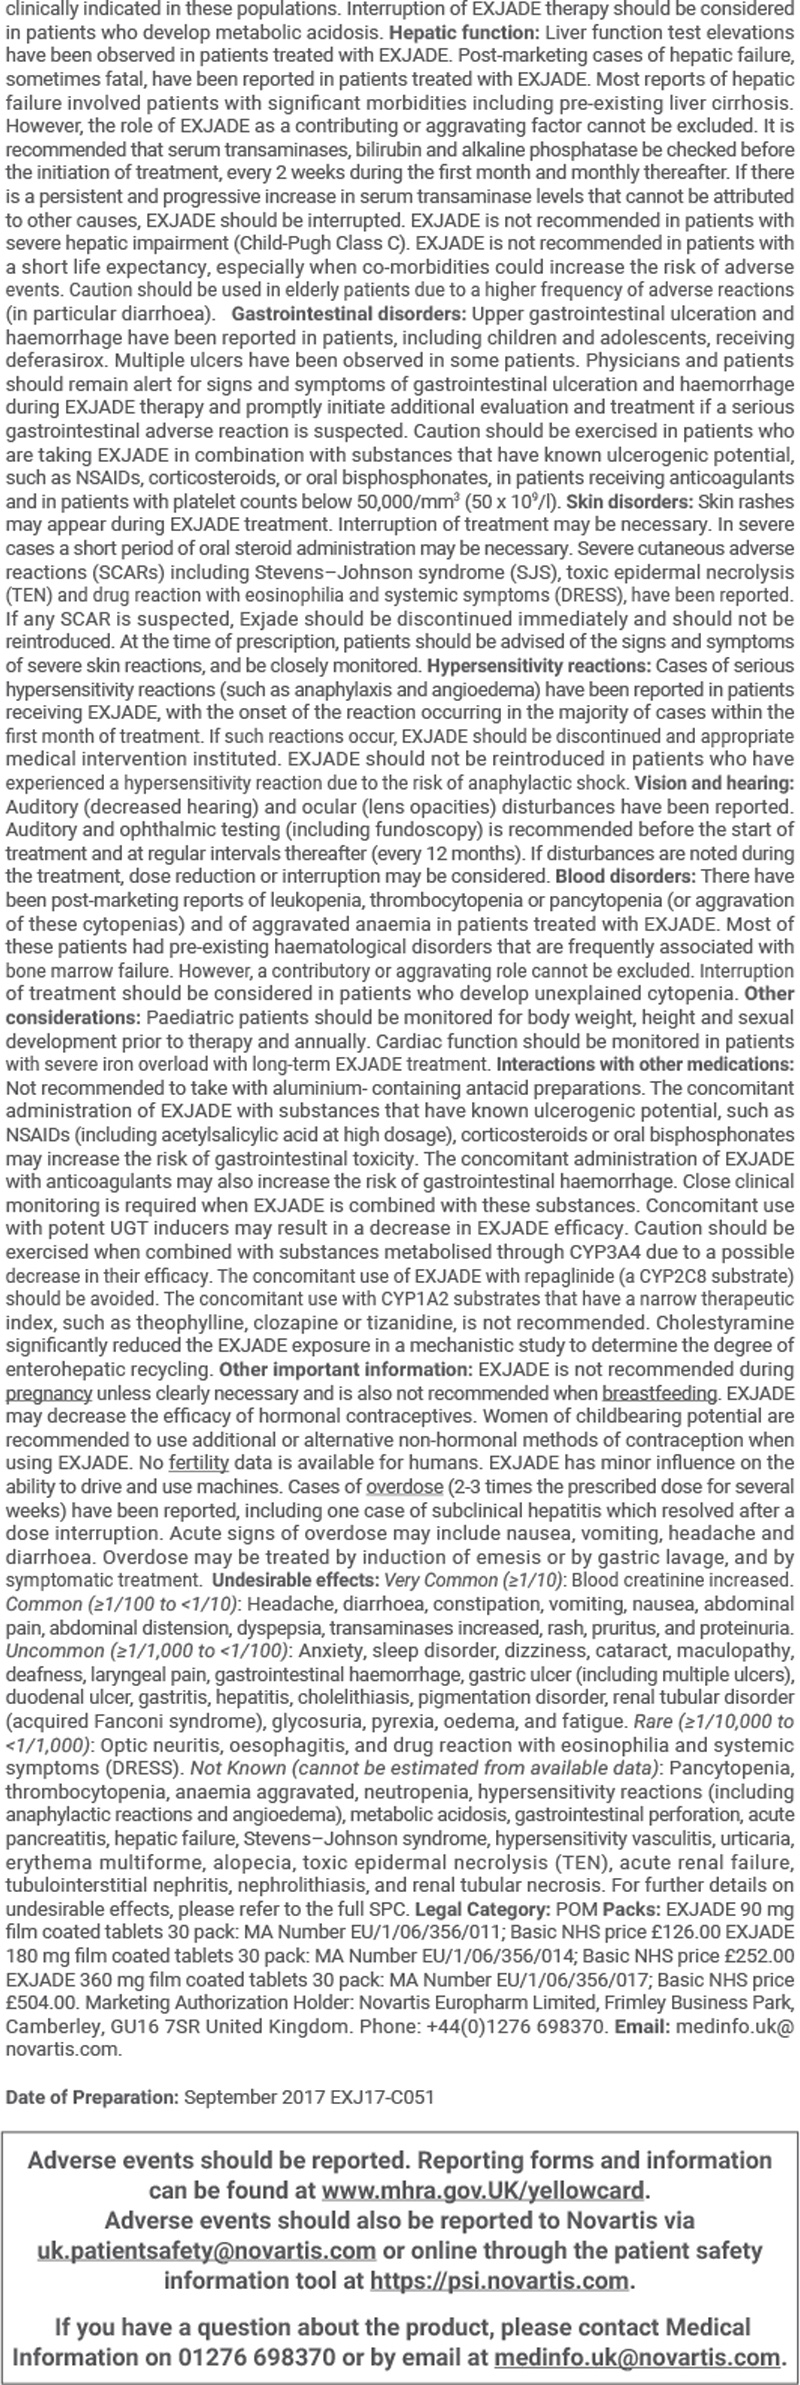 clinically indicated in these populations. Interruption of EXJADE therapy should be considered
in patients who develop metabolic acidosis. Hepatic function: Liver function test elevations
have been observed in patients treated with EXJADE. Post-marketing cases of hepatic failure,
sometimes fatal, have been reported in patients treated with EXJADE. Most reports of hepatic
failure involved patients with significant morbidities including pre-existing liver cirrhosis.
However, the role of EXJADE as a contributing or aggravating factor cannot be excluded. It is
recommended that serum transaminases, bilirubin and alkaline phosphatase be checked before
the initiation of treatment, every 2 weeks during the first month and monthly thereafter. If there
is a persistent and progressive increase in serum transaminase levels that cannot be attributed
to other causes, EXJADE should be interrupted. EXJADE is not recommended in patients with
severe hepatic impairment (Child-Pugh Class C). EXJADE is not recommended in patients with
a short life expectancy, especially when co-morbidities could increase the risk of adverse
events. Caution should be used in elderly patients due to a higher frequency of adverse reactions
(in particular diarrhoea). Gastrointestinal disorders: Upper gastrointestinal ulceration and
haemorrhage have been reported in patients, including children and adolescents, receiving
deferasirox. Multiple ulcers have been observed in some patients. Physicians and patients
should remain alert for signs and symptoms of gastrointestinal ulceration and haemorrhage
during EXJADE therapy and promptly initiate additional evaluation and treatment if a serious
gastrointestinal adverse reaction is suspected. Caution should be exercised in patients who
are taking EXJADE in combination with substances that have known ulcerogenic potential,
such as NSAIDs, corticosteroids, or oral bisphosphonates, in patients receiving anticoagulants
and in patients with platelet counts below 50,000/mm³ (50 x 10⁹/l). Skin disorders: Skin rashes
may appear during EXJADE treatment. Interruption of treatment may be necessary. In severe
cases a short period of oral steroid administration may be necessary. Severe cutaneous adverse
reactions (SCARs) including Stevens–Johnson syndrome (SJS), toxic epidermal necrolysis
(TEN) and drug reaction with eosinophilia and systemic symptoms (DRESS), have been reported.
If any SCAR is suspected, Exjade should be discontinued immediately and should not be
reintroduced. At the time of prescription, patients should be advised of the signs and symptoms
of severe skin reactions, and be closely monitored. Hypersensitivity reactions: Cases of serious
hypersensitivity reactions (such as anaphylaxis and angioedema) have been reported in patients
receiving EXJADE, with the onset of the reaction occurring in the majority of cases within the
first month of treatment. If such reactions occur, EXJADE should be discontinued and appropriate
medical intervention instituted. EXJADE should not be reintroduced in patients who have
experienced a hypersensitivity reaction due to the risk of anaphylactic shock. Vision and hearing:
Auditory (decreased hearing) and ocular (lens opacities) disturbances have been reported.
Auditory and ophthalmic testing (including fundoscopy) is recommended before the start of
treatment and at regular intervals thereafter (every 12 months). If disturbances are noted during
the treatment, dose reduction or interruption may be considered. Blood disorders: There have
been post-marketing reports of leukopenia, thrombocytopenia or pancytopenia (or aggravation
of these cytopenias) and of aggravated anaemia in patients treated with EXJADE. Most of
these patients had pre-existing haematological disorders that are frequently associated with
bone marrow failure. However, a contributory or aggravating role cannot be excluded. Interruption
of treatment should be considered in patients who develop unexplained cytopenia. Other
considerations: Paediatric patients should be monitored for body weight, height and sexual
development prior to therapy and annually. Cardiac function should be monitored in patients
with severe iron overload with long-term EXJADE treatment. Interactions with other medications:
Not recommended to take with aluminium- containing antacid preparations. The concomitant
administration of EXJADE with substances that have known ulcerogenic potential, such as
NSAIDs (including acetylsalicylic acid at high dosage), corticosteroids or oral bisphosphonates
may increase the risk of gastrointestinal toxicity. The concomitant administration of EXJADE
with anticoagulants may also increase the risk of gastrointestinal haemorrhage. Close clinical
monitoring is required when EXJADE is combined with these substances. Concomitant use
with potent UGT inducers may result in a decrease in EXJADE efficacy. Caution should be
exercised when combined with substances metabolised through CYP3A4 due to a possible
decrease in their efficacy. The concomitant use of EXJADE with repaglinide (a CYP2C8 substrate)
should be avoided. The concomitant use with CYP1A2 substrates that have a narrow therapeutic
index, such as theophylline, clozapine or tizanidine, is not recommended. Cholestyramine
significantly reduced the EXJADE exposure in a mechanistic study to determine the degree of
enterohepatic recycling. Other important information: EXJADE is not recommended during
pregnancy unless clearly necessary and is also not recommended when breastfeeding. EXJADE
may decrease the efficacy of hormonal contraceptives. Women of childbearing potential are
recommended to use additional or alternative non-hormonal methods of contraception when
using EXJADE. No fertility data is available for humans. EXJADE has minor influence on the
ability to drive and use machines. Cases of overdose (2-3 times the prescribed dose for several
weeks) have been reported, including one case of subclinical hepatitis which resolved after a
dose interruption. Acute signs of overdose may include nausea, vomiting, headache and
diarrhoea. Overdose may be treated by induction of emesis or by gastric lavage, and by
symptomatic treatment. Undesirable effects: Very Common (≥1/10): Blood creatinine increased.
Common (≥1/100 to <1/10): Headache, diarrhoea, constipation, vomiting, nausea, abdominal
pain, abdominal distension, dyspepsia, transaminases increased, rash, pruritus, and proteinuria.
Uncommon (≥1/1,000 to <1/100): Anxiety, sleep disorder, dizziness, cataract, maculopathy,
deafness, laryngeal pain, gastrointestinal haemorrhage, gastric ulcer (including multiple ulcers),
duodenal ulcer, gastritis, hepatitis, cholelithiasis, pigmentation disorder, renal tubular disorder
(acquired Fanconi syndrome), glycosuria, pyrexia, oedema, and fatigue. Rare (≥1/10,000 to
<1/1,000): Optic neuritis, oesophagitis, and drug reaction with eosinophilia and systemic
symptoms (DRESS). Not Known (cannot be estimated from available data): Pancytopenia,
thrombocytopenia, anaemia aggravated, neutropenia, hypersensitivity reactions (including
anaphylactic reactions and angioedema), metabolic acidosis, gastrointestinal perforation, acute
pancreatitis, hepatic failure, Stevens–Johnson syndrome, hypersensitivity vasculitis, urticaria,
erythema multiforme, alopecia, toxic epidermal necrolysis (TEN), acute renal failure,
tubulointerstitial nephritis, nephrolithiasis, and renal tubular necrosis. For further details on
undesirable effects, please refer to the full SPC. Legal Category: POM Packs: EXJADE 90 mg
film coated tablets 30 pack: MA Number EU/1/06/356/011; Basic NHS price £126.00 EXJADE
180 mg film coated tablets 30 pack: MA Number EU/1/06/356/014; Basic NHS price £252.00
EXJADE 360 mg film coated tablets 30 pack: MA Number EU/1/06/356/017; Basic NHS price
£504.00. Marketing Authorization Holder: Novartis Europharm Limited, Frimley Business Park,
Camberley, GU16 7SR United Kingdom. Phone: +44(0)1276 698370. Email: medinfo.uk@
novartis.com.
Date of Preparation: September 2017 EXJ17-C051
Adverse events should be reported. Reporting forms and information
can be found at www.mhra.gov.UK/yellowcard.
Adverse events should also be reported to Novartis via
uk.patientsafety@novartis.com or online through the patient safety
information tool at https://psi.novartis.com.
If you have a question about the product, please contact Medical
Information on 01276 698370 or by email at medinfo.uk@novartis.com.